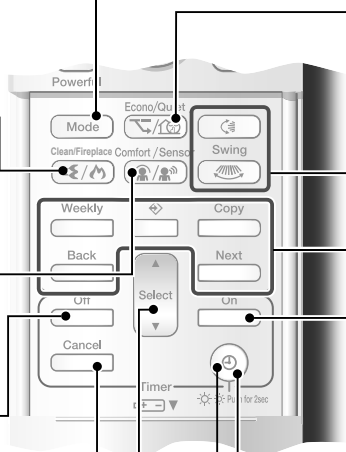 Powerful
Econo/Quiet
Mode
Clean/Fireplace Comfort/Sensor
Swing
Weekly
Copy
Back
Next
Off
Select
On
Cancel
Timer
Push for 2sec